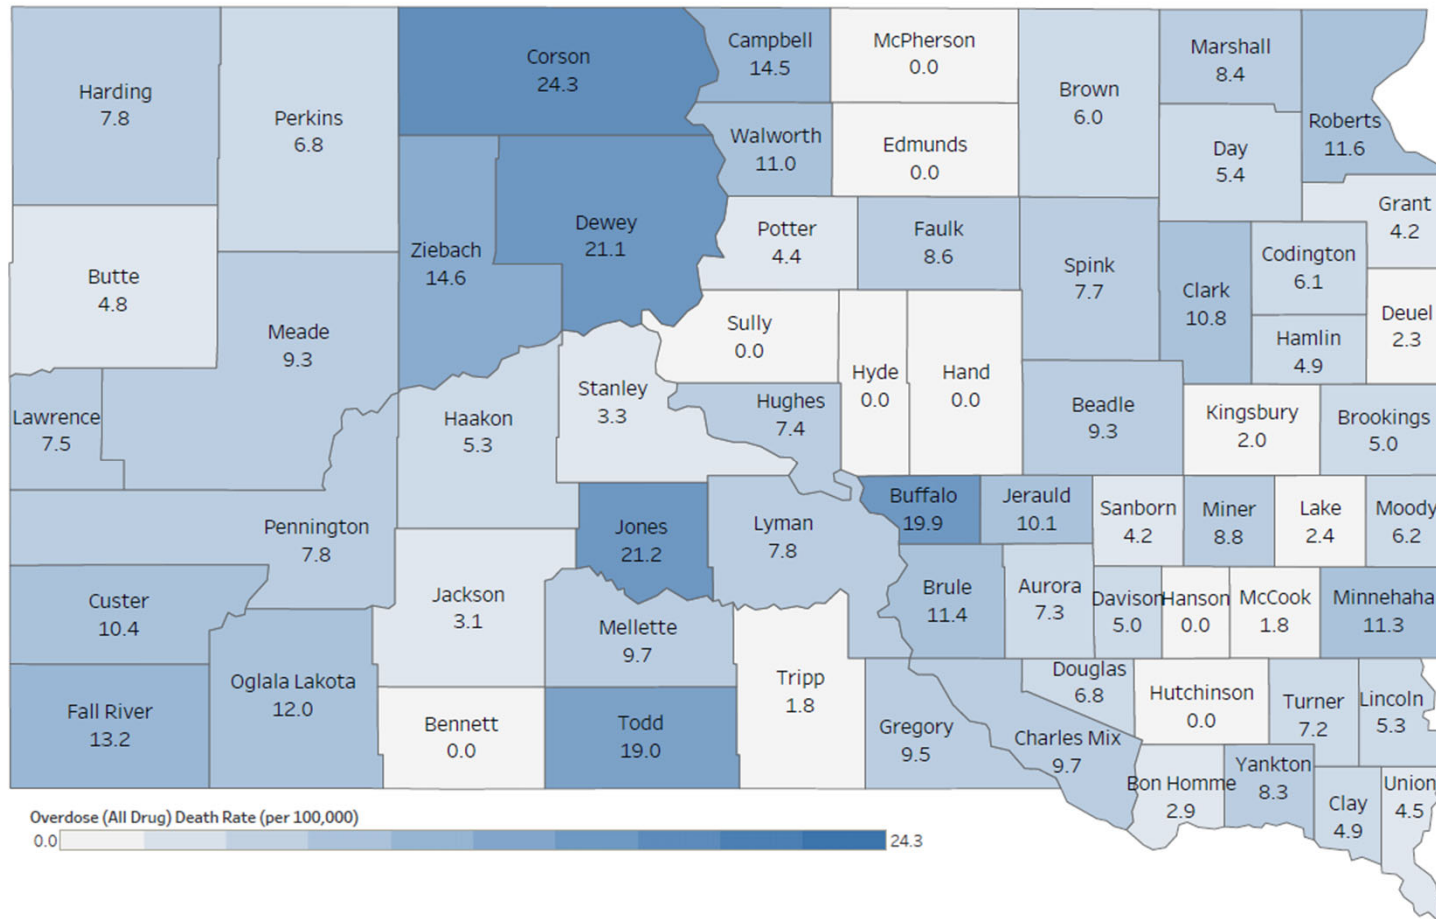 Harding
7.8
Perkins
6.8
Corson
24.3
Campbell
14.5
McPherson
0.0
Brown
6.0
Marshall
8.4
Roberts
11.6
Walworth
11.0
Edmunds
0.0
Day
5.4
Grant
4.2
Butte
4.8
Meade
9.3
Ziebach
14.6
Dewey
21.1
Potter
4.4
Faulk
8.6
Spink
7.7
Clark
10.8
Codington
6.1
Deuel
2.3
Hamlin
4.9
Sully
0.0
Hyde
0.0
Hand
0.0
Lawrence
7.5
Haakon
5.3
Stanley
3.3
Hughes
7.4
Beadle
9.3
Kingsbury
2.0
Brookings
5.0
Pennington
7.8
Jones
21.2
Lyman
7.8
Buffalo
19.9
Jerauld
10.1
Sanborn
4.2
Miner
8.8
Lake
2.4
Moody
6.2
Custer
10.4
Jackson
3.1
Mellette
9.7
Brule
11.4
Aurora
7.3
Davison
5.0
Hanson
0.0
McCook
1.8
Minnehaha
11.3
Fall River
13.2
Oglala Lakota
12.0
Bennett
0.0
Todd
19.0
Tripp
1.8
Gregory
9.5
Charles Mix
9.7
Douglas
6.8
Hutchinson
0.0
Turner
7.2
Lincoln
5.3
Bon Homme
2.9
Yankton
8.3
Clay
4.9
Union
4.5
Overdose (All Drug) Death Rate (per 100,000)
0.0 24.3